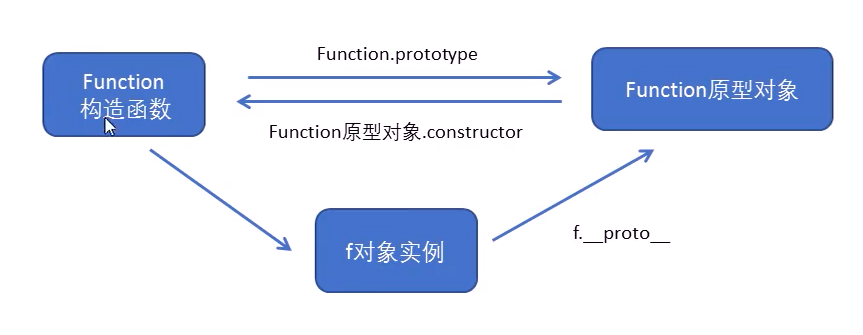 Function.prototype
Function
构造函数
Function原型对象
Function原型对象.constructor
f对象实例
f.__proto__